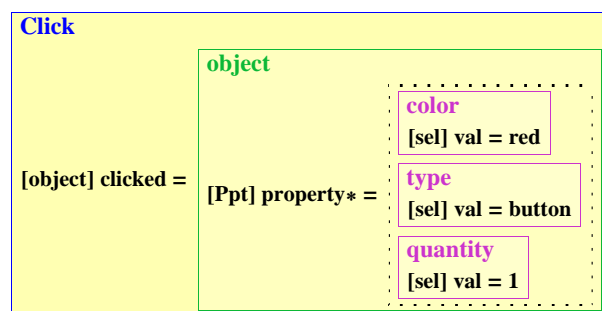 Click
object
color
[sel] val = red
[object] clicked =
[Ppt] property* =
type
[sel] val = button
quantity
[sel] val = 1